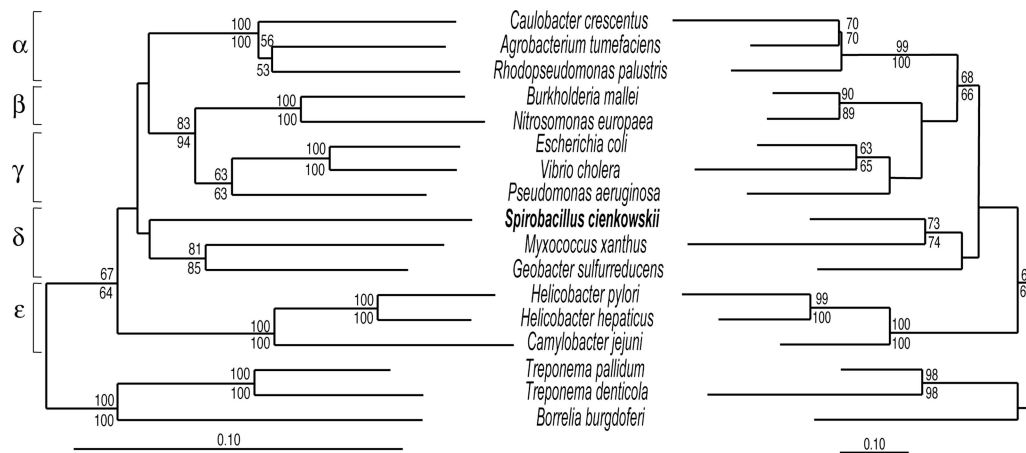 α
β
γ
δ
ε
Caulobacter crescentus
Agrobacterium tumefaciens
Rhodopseudomonas palustris
Burkholderia mallei
Nitrosomonas europaea
Escherichia coli
Vibrio cholera
Pseudomonas aeruginosa
Spirobacillus cienkowskii
Myxococcus xanthus
Geobacter sulfurreducens
Helicobacter pylori
Helicobacter hepaticus
Camylobacter jejuni
Treponema pallidum
Treponema denticola
Borrelia burgdoferi
100
100
56
53
100
100
83
94
100
100
63
63
81
85
67
64
100
100
100
100
100
100
100
100
0.10
70
70
99
100
68
66
90
89
63
65
73
74
99
100
100
100
98
98
0.10